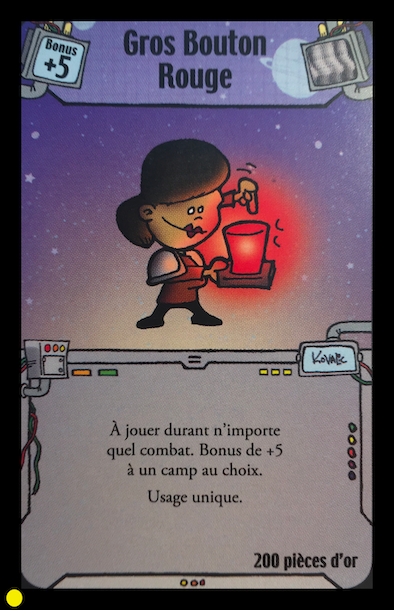 Bonus
+5
Gros Bouton
Rouge
Kovalic
À jouer durant n'importe
quel combat. Bonus de +5
à un camp au choix.
Usage unique.
200 pièces d'or